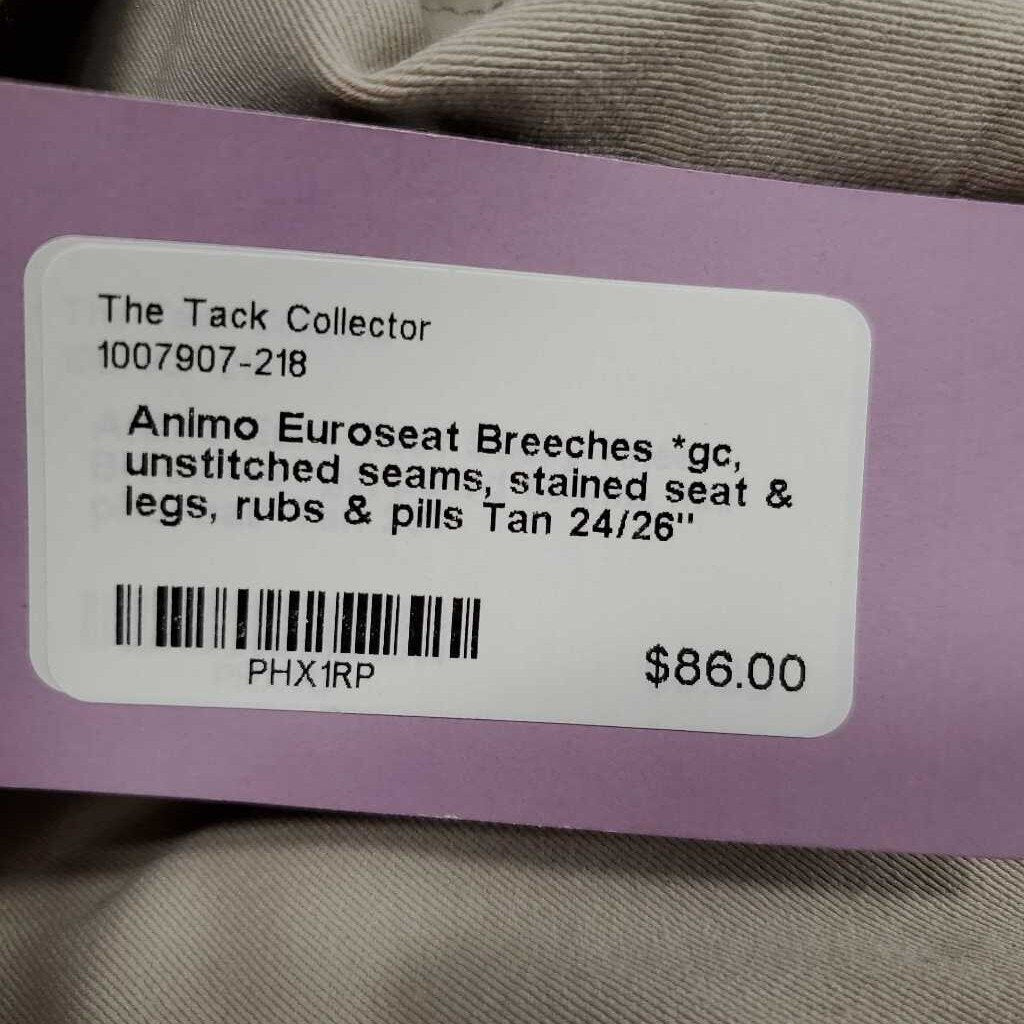 The Tack Collector
1007907-218
Animo Euroseat Breeches *gc,
unstitched seams, stained seat &
legs, rubs & pills Tan 24/26"
PHX1RP
$86.00